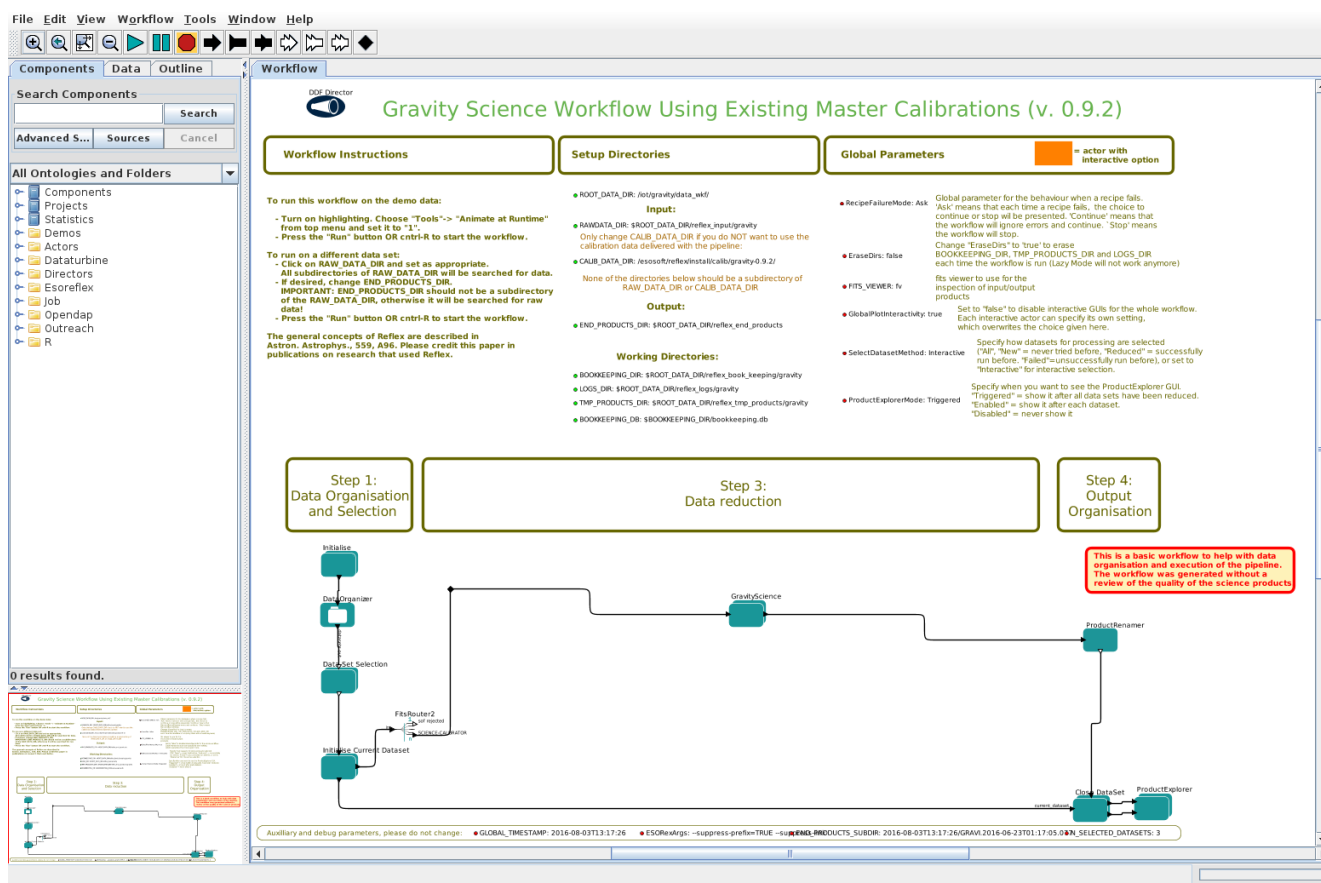 File Edit View Workflow Tools Window Help
Components Data Outline
Workflow
Search Components
Search
Advanced S... Sources Cancel
All Ontologies and Folders
Components
Projects
Statistics
Demos
Actors
Dataturbine
Directors
Esoreflex
Job
Opendap
Outreach
R
0 results found.
DDF Director
Gravity Science Workflow Using Existing Master Calibrations (v. 0.9.2)
Workflow Instructions
Setup Directories
Global Parameters
= actor with
interactive option
To run this workflow on the demo data:
- Turn on highlighting. Choose "Tools"-> "Animate at Runtime"
from top menu and set it to "1".
- Press the "Run" button OR cntrl-R to start the workflow.
To run on a different data set:
- Click on RAW_DATA_DIR and set as appropriate.
All subdirectories of RAW_DATA_DIR will be searched for data.
- If desired, change END_PRODUCTS_DIR.
IMPORTANT: END_PRODUCTS_DIR should not be a subdirectory
of the RAW_DATA_DIR, otherwise it will be searched for raw
data!
- Press the "Run" button OR cntrl-R to start the workflow.
The general concepts of Reflex are described in
Astron. Astrophys., 559, A96. Please credit this paper in
publications on research that used Reflex.
ROOT_DATA_DIR: /iot/gravity/data_wkf/
Input:
RAWDATA_DIR: $ROOT_DATA_DIR/reflex_input/gravity
Only change CALIB_DATA_DIR if you do NOT want to use the
calibration data delivered with the pipeline:
CALIB_DATA_DIR: /esosoft/reflex/install/calib/gravity-0.9.2/
None of the directories below should be a subdirectory of
RAW_DATA_DIR or CALIB_DATA_DIR
Output:
END_PRODUCTS_DIR: $ROOT_DATA_DIR/reflex_end_products
Working Directories:
BOOKKEEPING_DIR: $ROOT_DATA_DIR/reflex_book_keeping/gravity
LOGS_DIR: $ROOT_DATA_DIR/reflex_logs/gravity
TMP_PRODUCTS_DIR: $ROOT_DATA_DIR/reflex_tmp_products/gravity
BOOKKEEPING_DB: $BOOKKEEPING_DIR/bookkeeping.db
RecipeFailureMode: Ask
Global parameter for the behaviour when a recipe fails.
'Ask' means that each time a recipe fails, the choice to
continue or stop wil be presented. 'Continue' means that
the workflow will ignore errors and continue. `Stop' means
the workflow will stop.
EraseDirs: false
Change "EraseDirs" to 'true' to erase
BOOKKEEPING_DIR, TMP_PRODUCTS_DIR and LOGS_DIR
each time the workflow is run (Lazy Mode will not work anymore)
FITS_VIEWER: fv
fits viewer to use for the
inspection of input/output
products
GlobalPlotInteractivity: true
Set to "false" to disable interactive GUIs for the whole workflow.
Each interactive actor can specify its own setting,
which overwrites the choice given here.
SelectDatasetMethod: Interactive
Specify how datasets for processing are selected
("All", "New" = never tried before, "Reduced" = successfully
run before. "Failed"=unsuccessfully run before), or set to
"Interactive" for interactive selection.
ProductExplorerMode: Triggered
Specify when you want to see the ProductExplorer GUI.
"Triggered" = show it after all data sets have been reduced.
"Enabled" = show it after each dataset.
"Disabled" = never show it
Step 1:
Data Organisation
and Selection
Step 3:
Data reduction
Step 4:
Output
Organisation
This is a basic workflow to help with data
organisation and execution of the pipeline.
The workflow was generated without a
review of the quality of the science products
Initialise
DataOrganizer
Data Set Selection
FitsRouter2
sof rejected
SCIENCE-CALIBRATOR
Initialise Current Dataset
GravityScience
ProductRenamer
current_dataset
Close DataSet
ProductExplorer
Auxilliary and debug parameters, please do not change: GLOBAL_TIMESTAMP: 2016-08-03T13:17:26 ESORexArgs: --suppress-prefix=TRUE END_PRODUCTS_SUBDIR: 2016-08-03T13:17:26/GRAVI.2016-06-23T01:17:05. N_SELECTED_DATASETS: 3